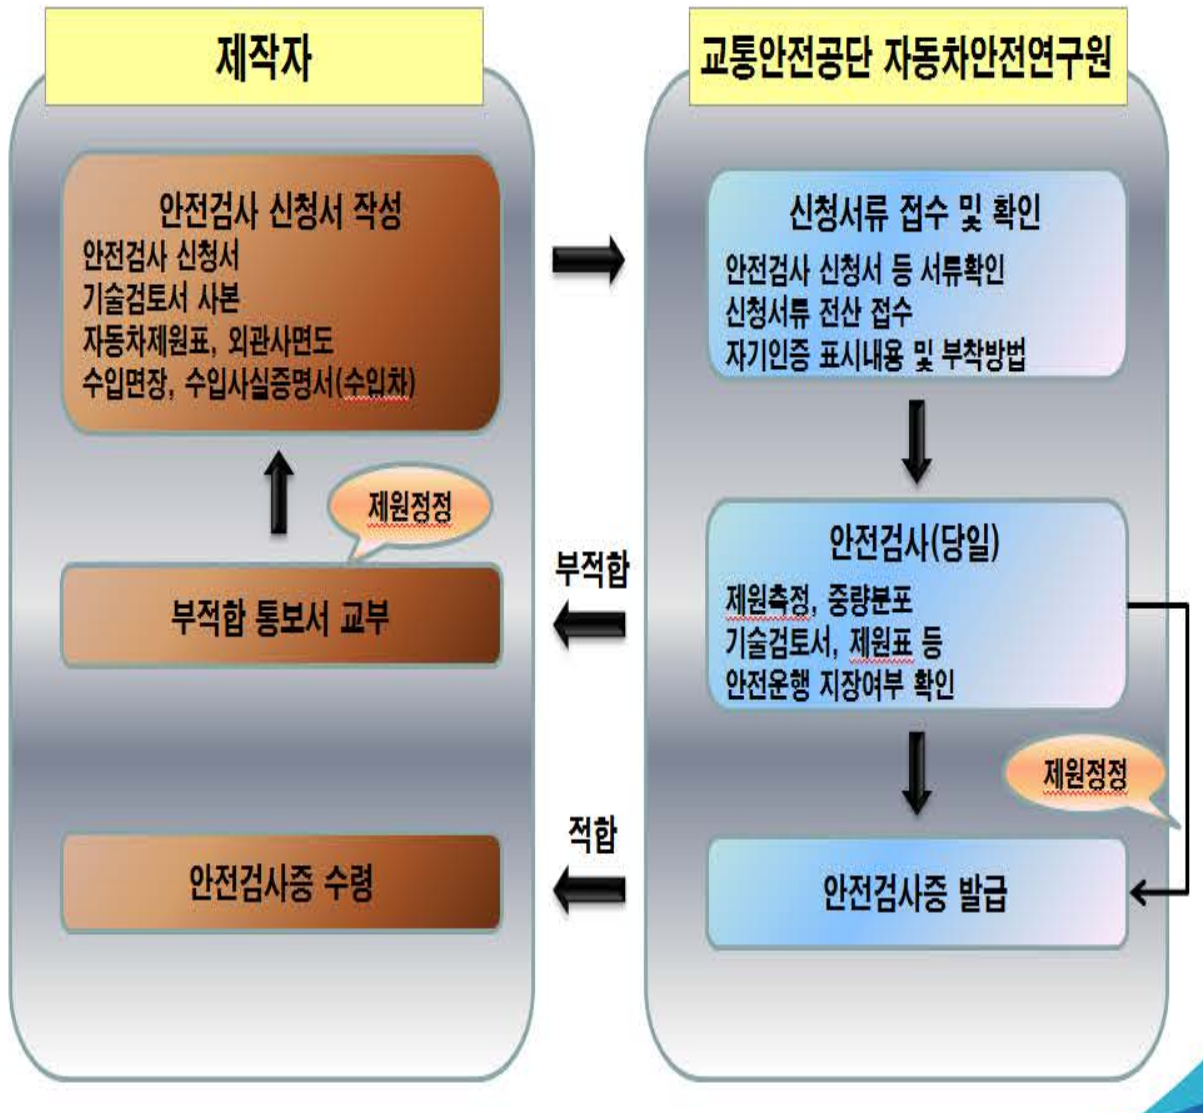 제작자
안전검사 신청서 작성
안전검사 신청서
기술검토서 사본
자동차제원표, 외관사면도
수입면장, 수입사실증명서(수인차)
제원정정
부적합 통보서 교부
안전검사증 수령
부적합
적합
교통안전공단 자동차안전연구원
신청서류 접수 및 확인
안전검사 신청서 등 서류확인
신청서류 전산 접수
자기인증 표시내용 및 부착방법
안전검사(당일)
제원측정, 중량분포
기술검토서, 제원표 등
안전운행 지장여부 확인
제원정정
안전검사증 발급